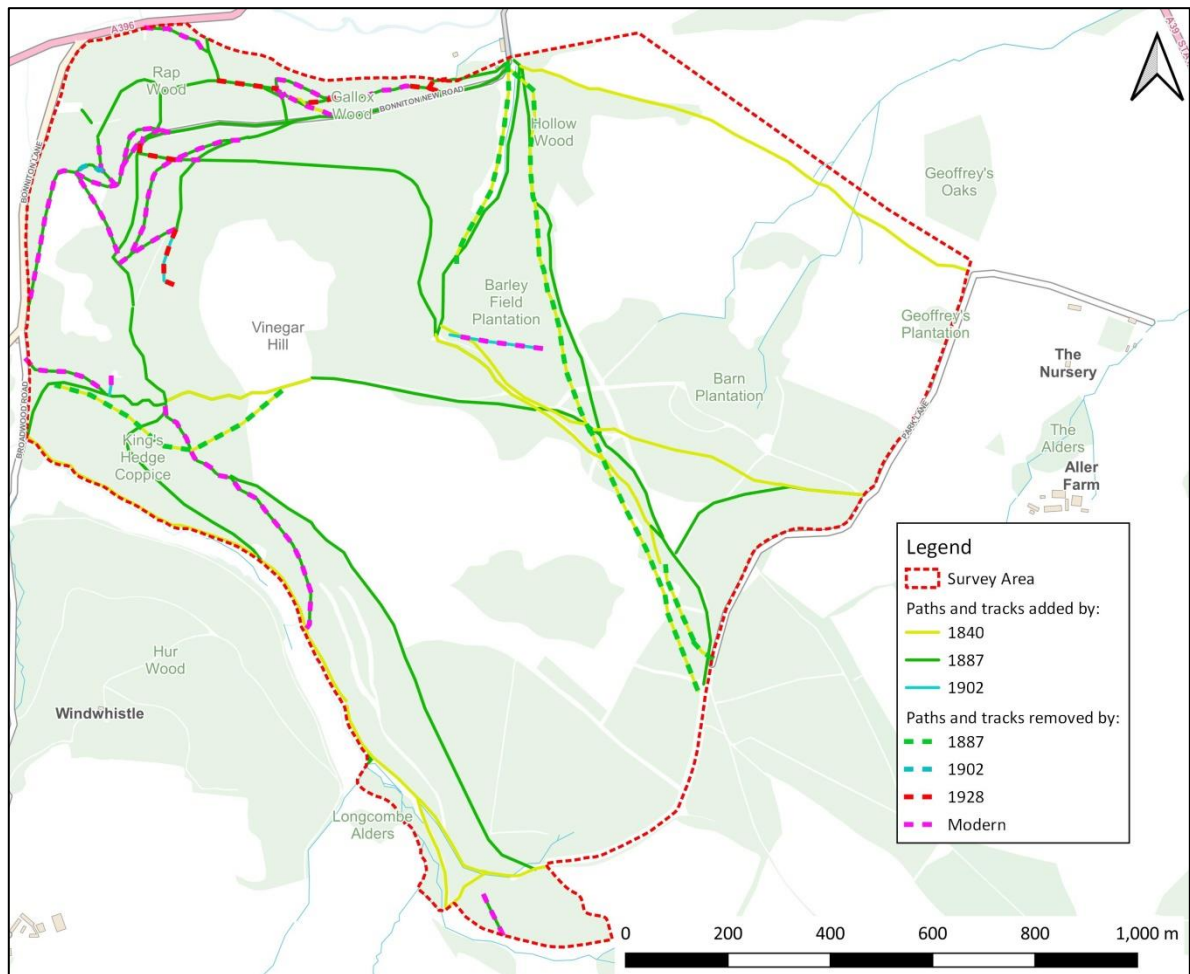 A396
A39 STA
Rap
Wood
Gallox
Wood
BONNITON NEW ROAD
Hollow
Wood
BONNITON LANE
Geoffrey's
Oaks
Barley
Field
Plantation
Vinegar
Hill
Geoffrey's
Plantation
The
Nursery
Barn
Plantation
PARK LANE
BROADWOOD ROAD
King's
Hedge
Coppice
The
Alders
Aller
Farm
Hur
Wood
Windwhistle
Longcombe
Alders
Legend
Survey Area
Paths and tracks added by:
1840
1887
1902
Paths and tracks removed by:
1887
1902
1928
Modern
0 200 400 600 800 1,000 m